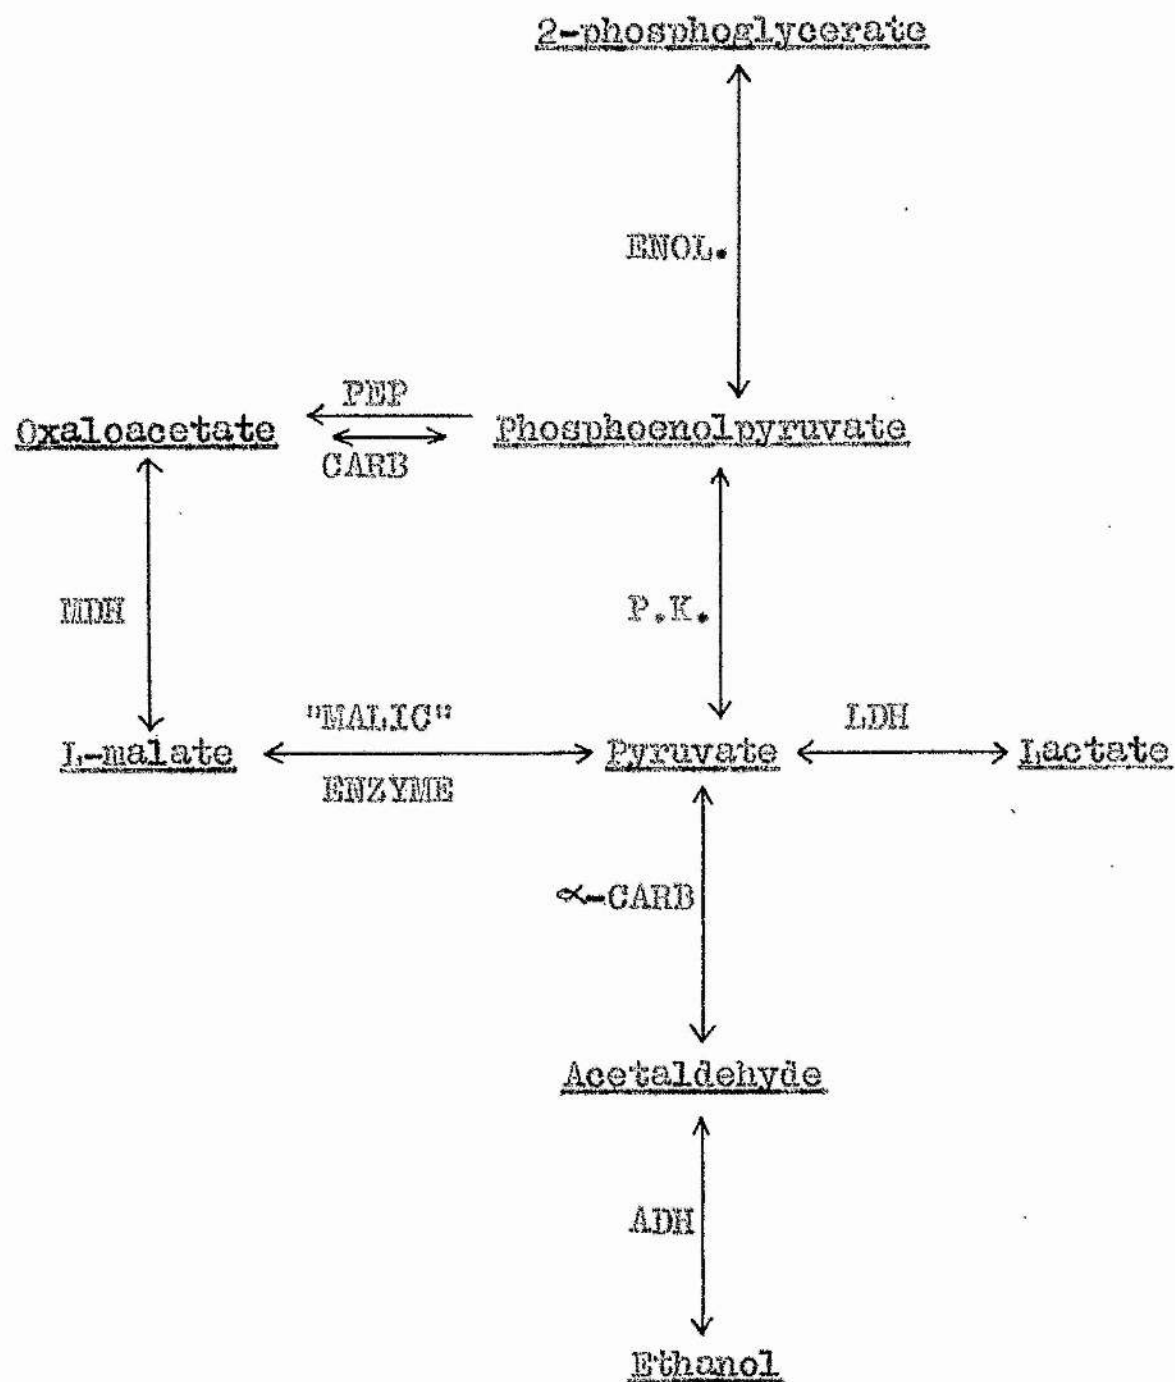 2-phosphoglycerate
ENOL.
PEP
Oxaloacetate
Phosphoenolpyruvate
CARB
MDH
P.K.
"MALIC"
LDH
L-malate
Pyruvate
Lactate
ENZYME
∝-CARB
Acetaldehyde
ADH
Ethanol